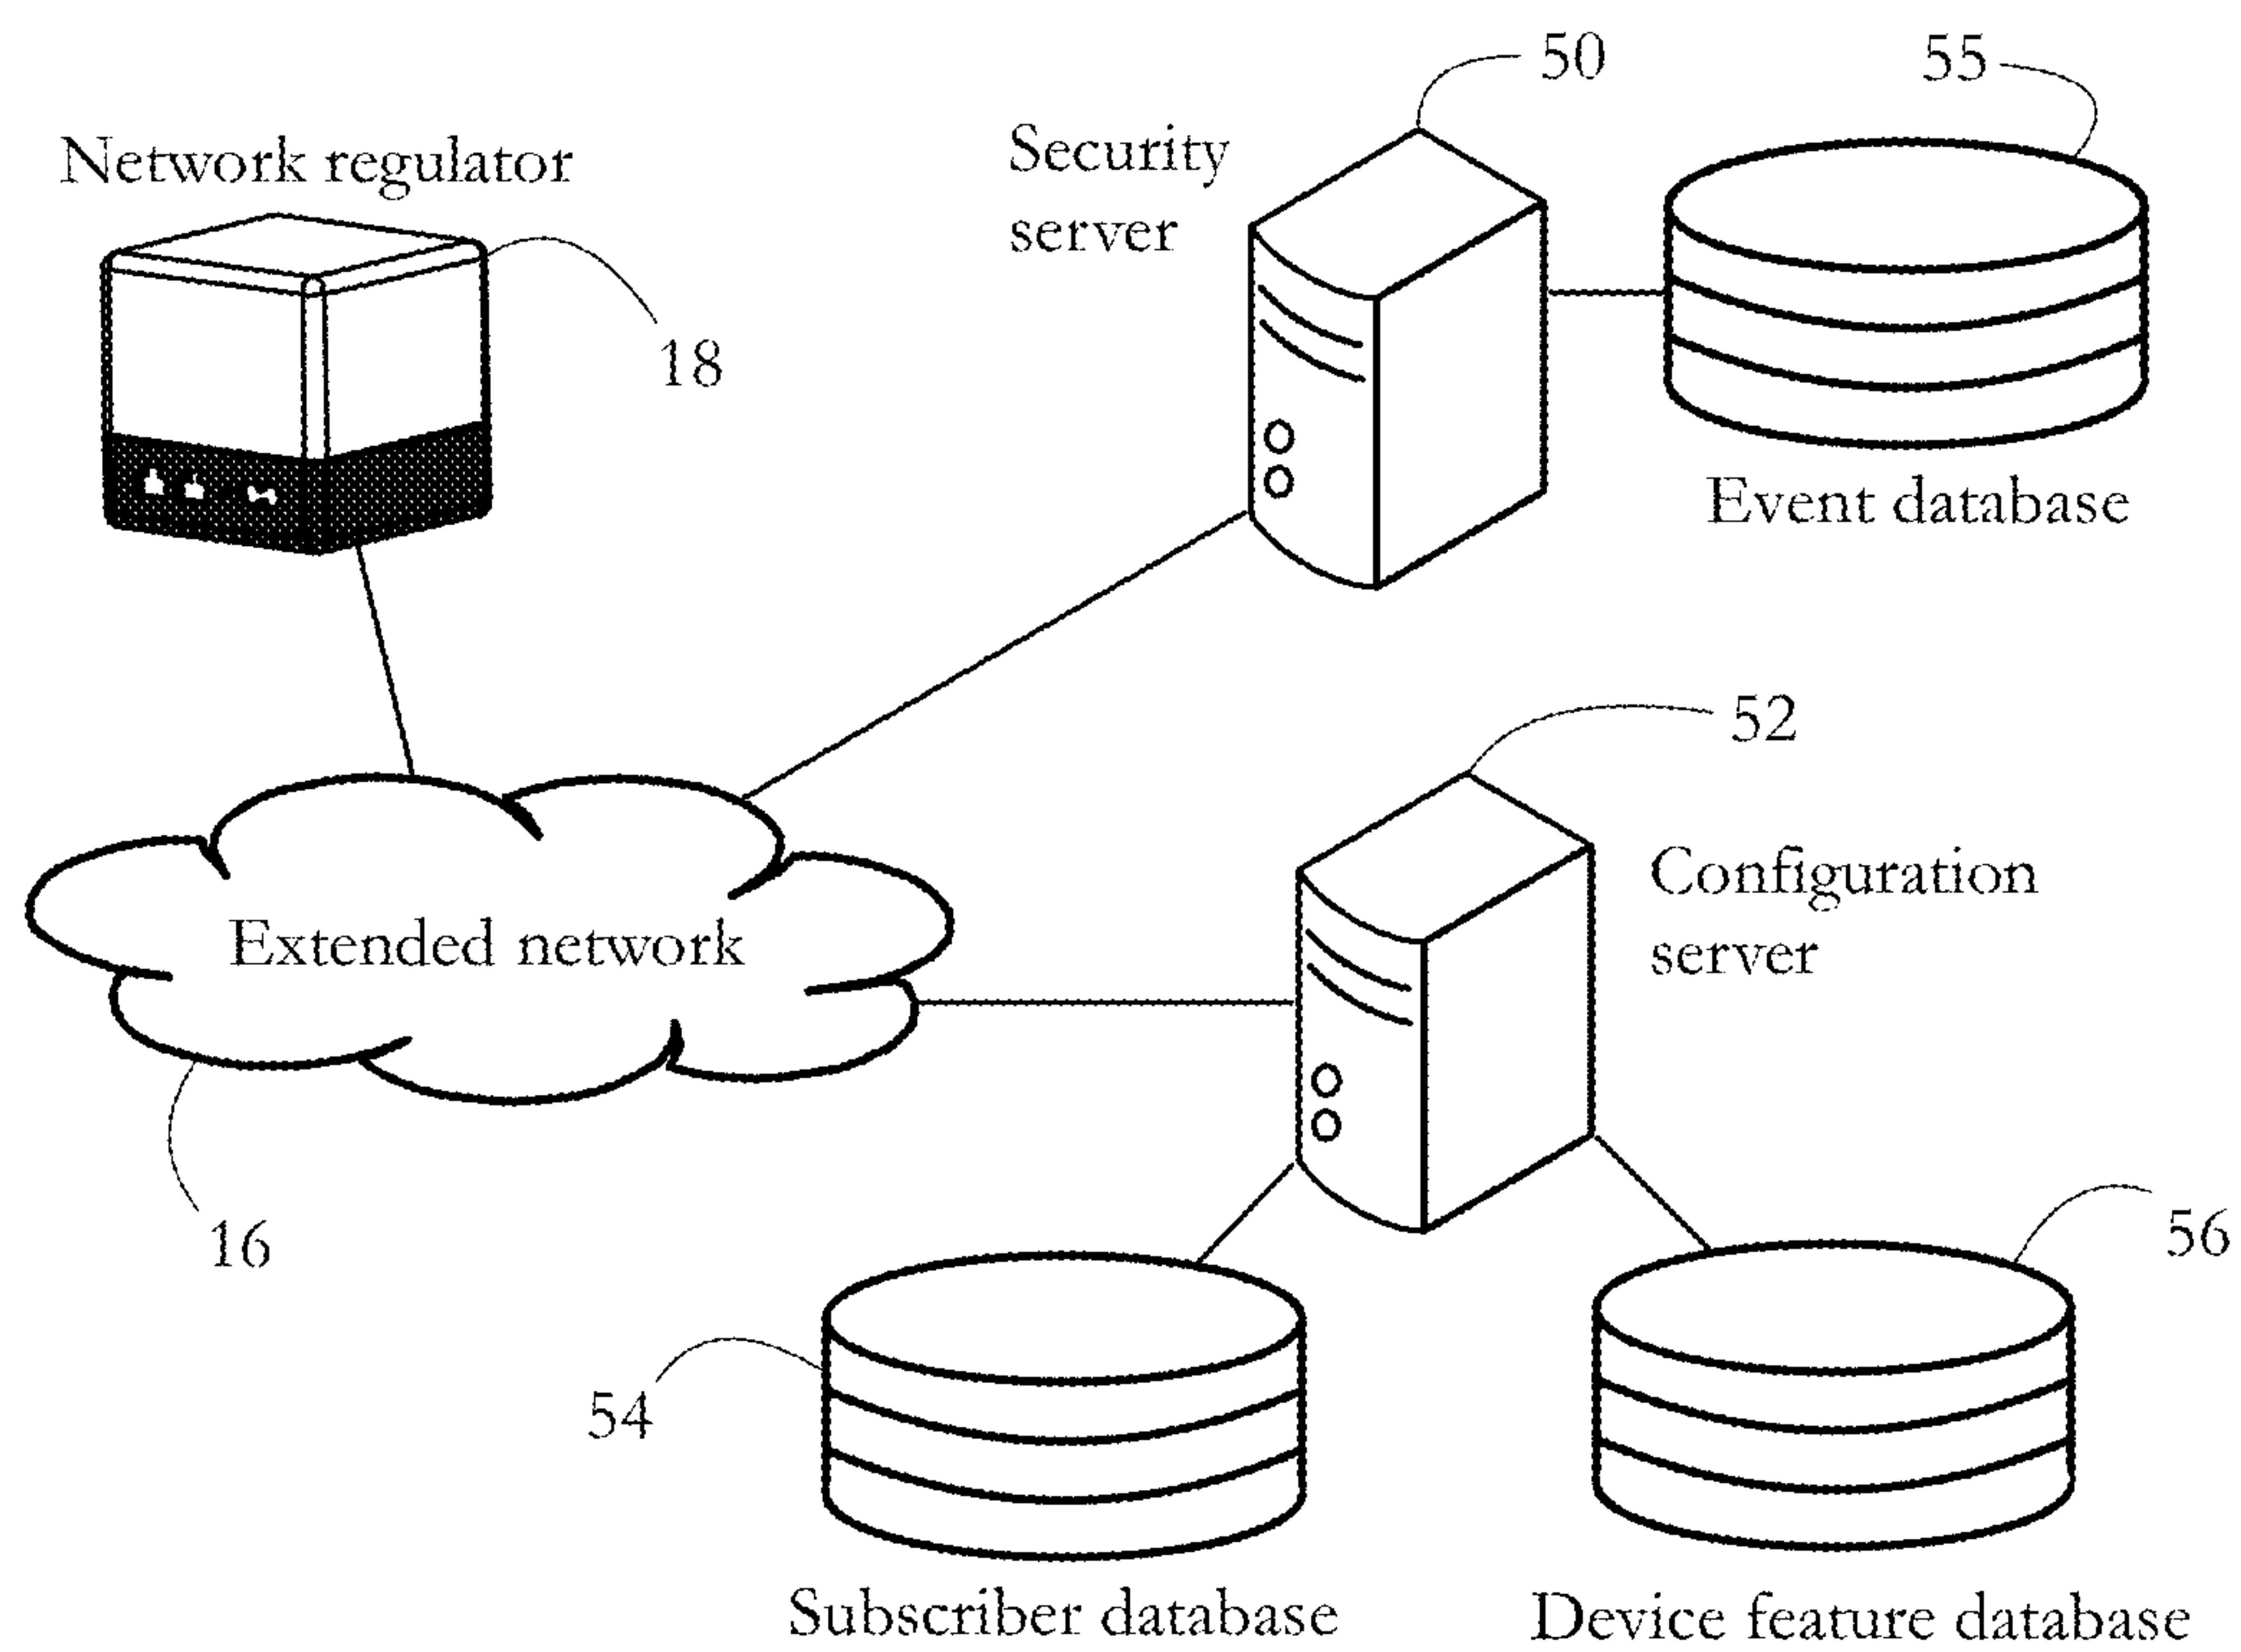 50
55
Network regulator
Security
server
18
Event database
52
Configuration
server
Extended network
16
56
54
Subscriber database
Device feature database